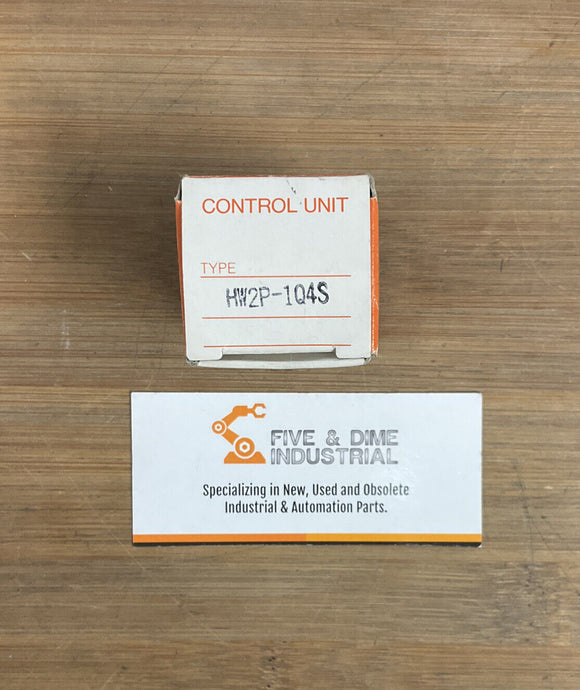 CONTROL UNIT
TYPE
HW2P-1Q4S
FIVE & DIME
INDUSTRIAL
Specializing in New, Used and Obsolete
Industrial & Automation Parts.